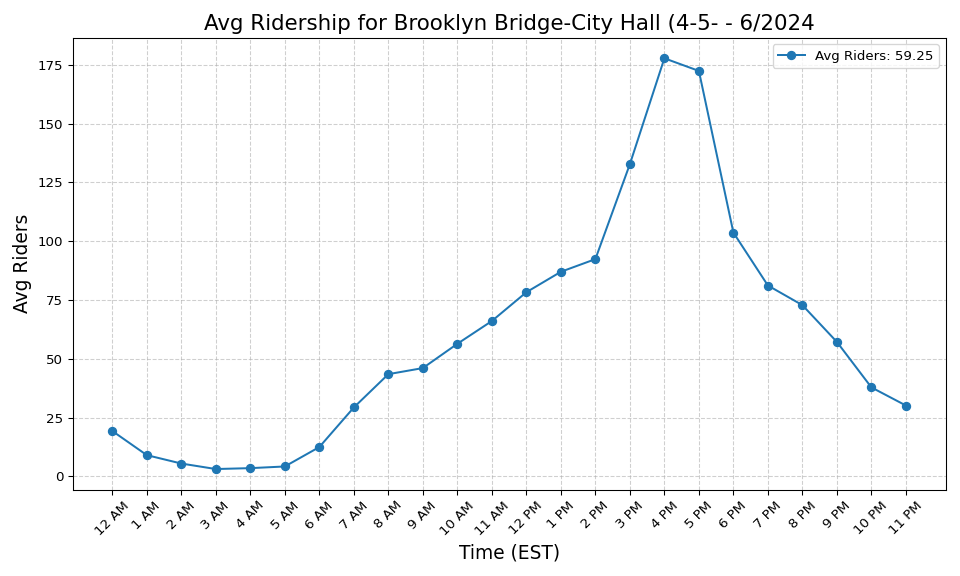 Avg Ridership for Brooklyn Bridge-City Hall (4-5- - 6/2024
Avg Riders: 59.25
Avg Riders
175
150
125
100
75
50
25
0
12 AM 1 AM 2 AM 3 AM 4 AM 5 AM 6 AM 7 AM 8 AM 9 AM 10 AM 11 AM 12 PM 1 PM 2 PM 3 PM 4 PM 5 PM 6 PM 7 PM 8 PM 9 PM 10 PM 11 PM
Time (EST)